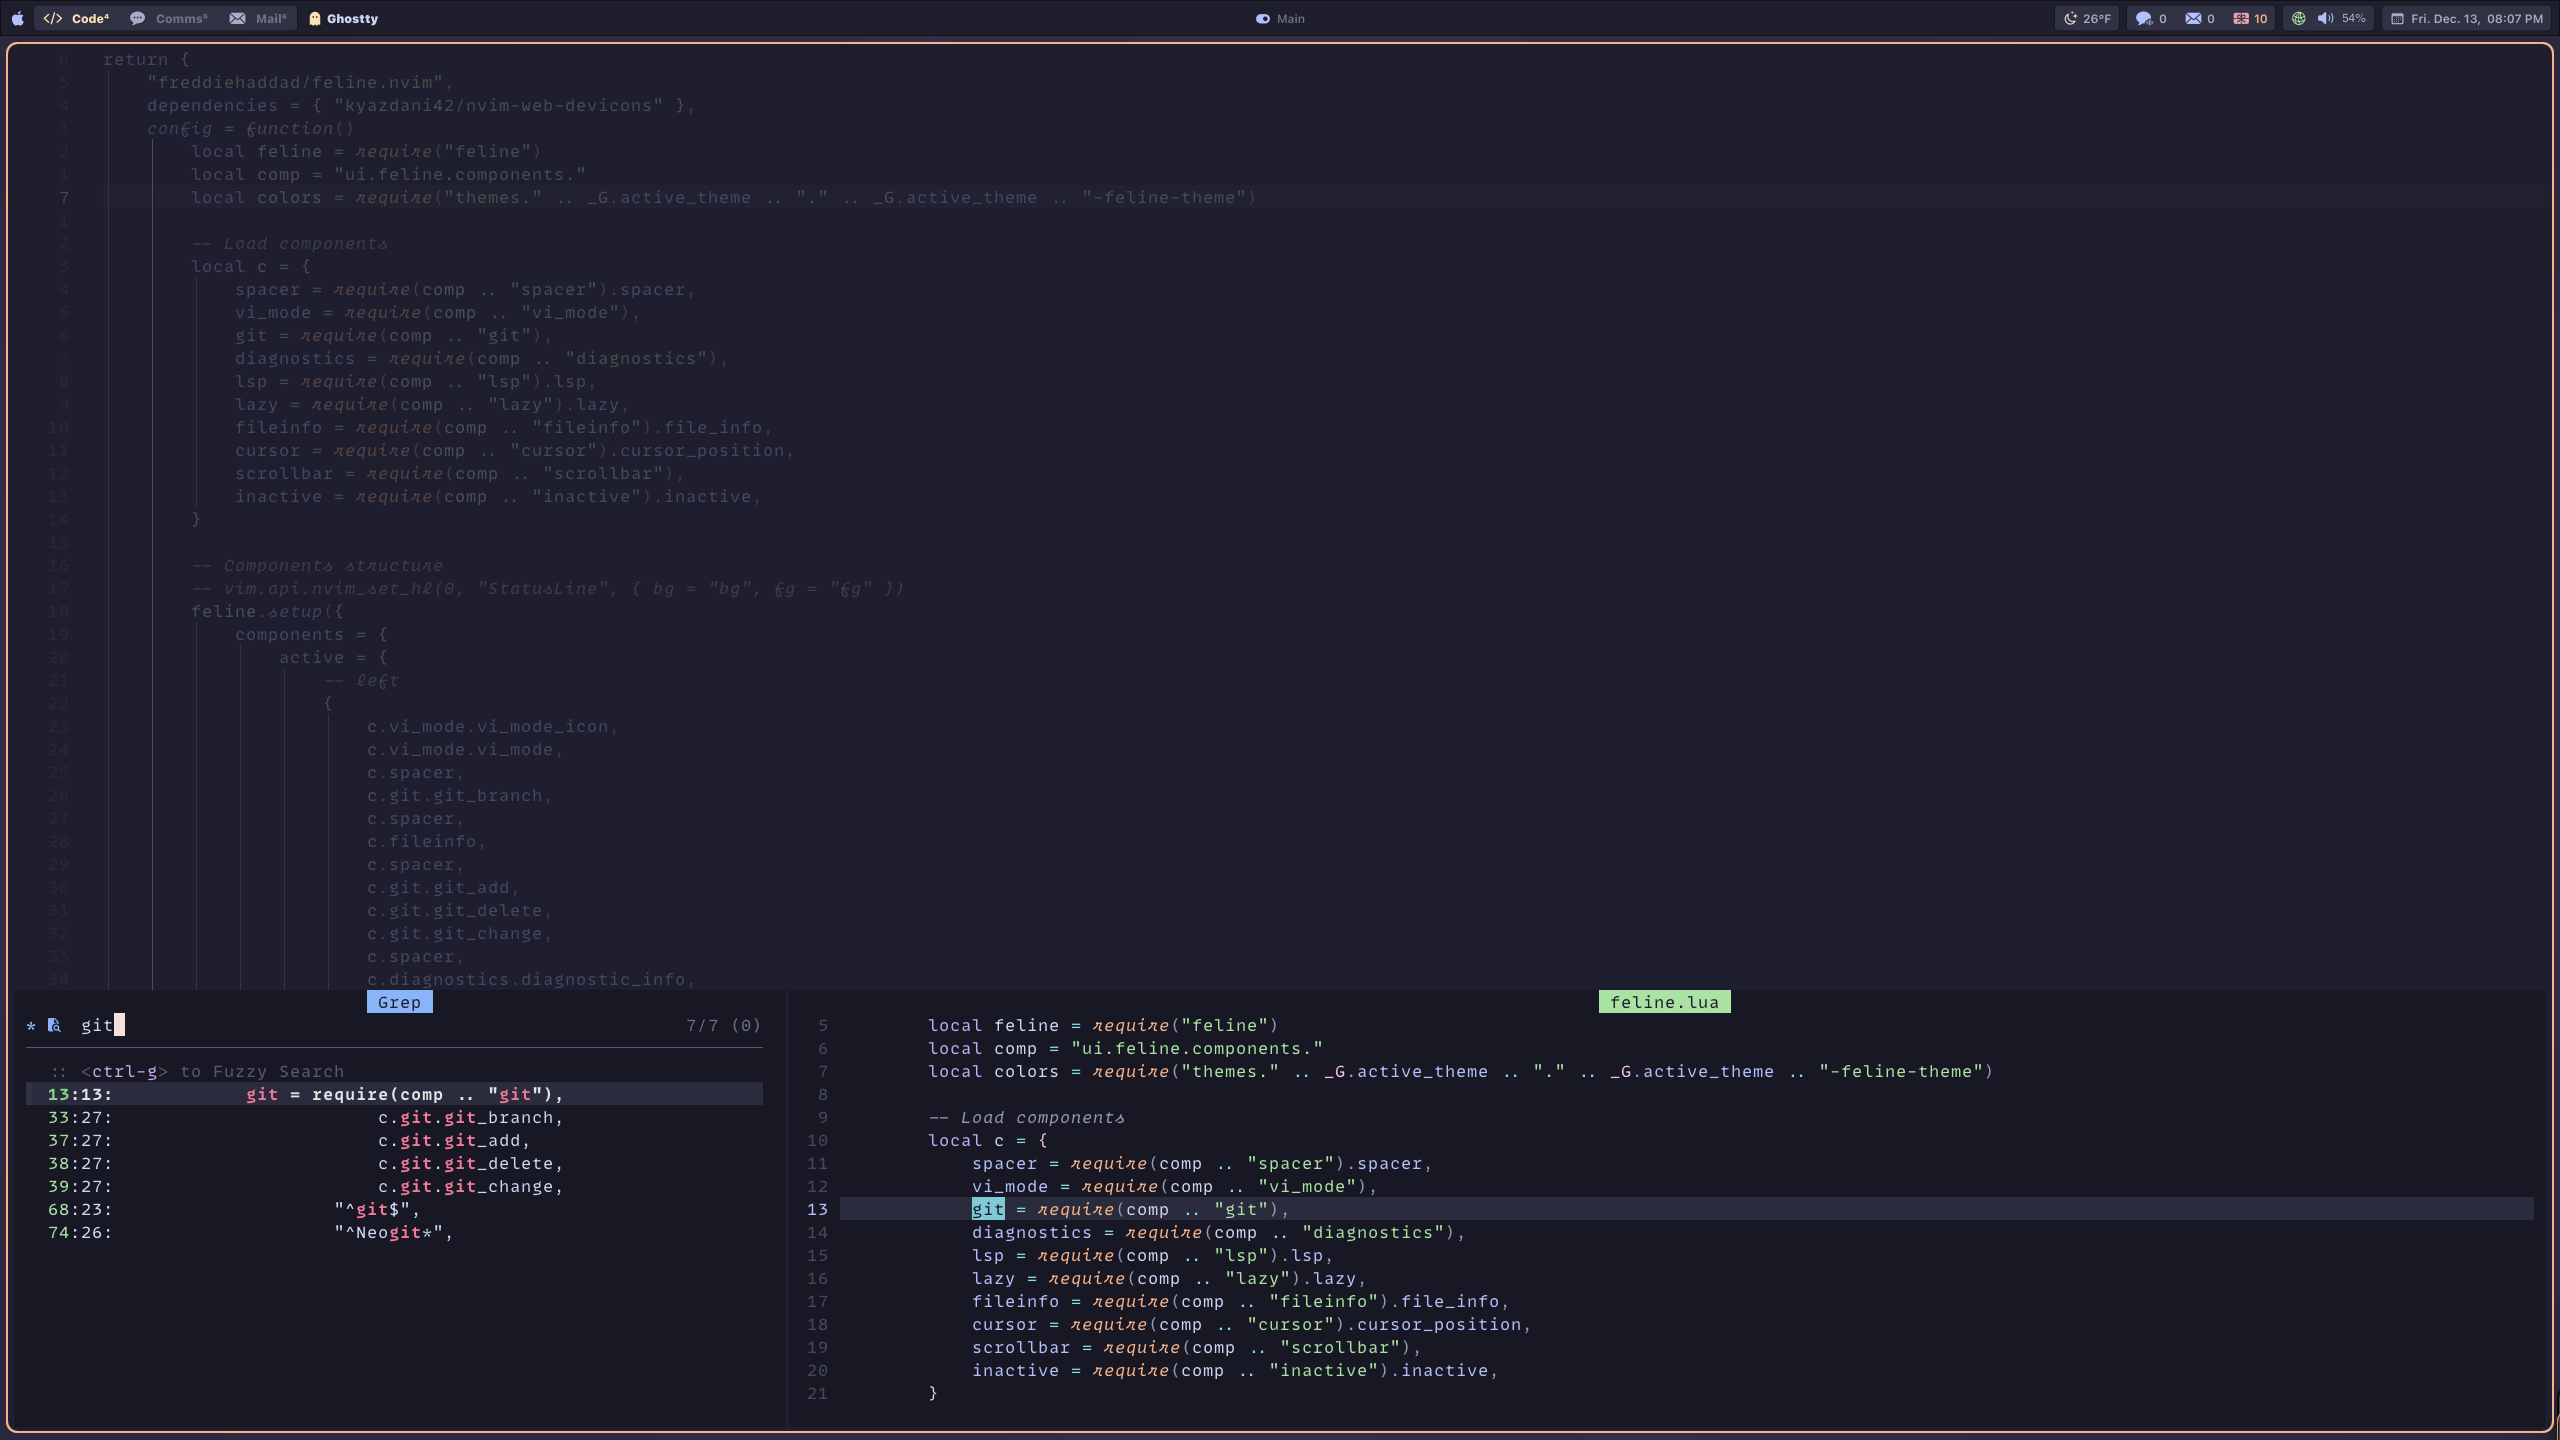 Code⁴ Comms⁵ Mail⁶ Ghostty
Main
26°F 0 0 10 54% Fri. Dec. 13, 08:07 PM
6 return {
5 "freddiehaddad/feline.nvim",
4 dependencies = { "kyazdani42/nvim-web-devicons" },
3 config = function()
2 local feline = require("feline")
1 local comp = "ui.feline.components."
7 local colors = require("themes." .. _G.active_theme .. "." .. _G.active_theme .. "-feline-theme")
1
2 -- Load components
3 local c = {
4 spacer = require(comp .. "spacer").spacer,
5 vi_mode = require(comp .. "vi_mode"),
6 git = require(comp .. "git"),
7 diagnostics = require(comp .. "diagnostics"),
8 lsp = require(comp .. "lsp").lsp,
9 lazy = require(comp .. "lazy").lazy,
10 fileinfo = require(comp .. "fileinfo").file_info,
11 cursor = require(comp .. "cursor").cursor_position,
12 scrollbar = require(comp .. "scrollbar"),
13 inactive = require(comp .. "inactive").inactive,
14 }
15
16 -- Components structure
17 -- vim.api.nvim_set_hl(0, "StatusLine", { bg = "bg", fg = "fg" })
18 feline.setup({
19 components = {
20 active = {
21 -- left
22 {
23 c.vi_mode.vi_mode_icon,
24 c.vi_mode.vi_mode,
25 c.spacer,
26 c.git.git_branch,
27 c.spacer,
28 c.fileinfo,
29 c.spacer,
30 c.git.git_add,
31 c.git.git_delete,
32 c.git.git_change,
33 c.spacer,
34 c.diagnostics.diagnostic_info,
Grep
* git 7/7 (0)
:: <ctrl-g> to Fuzzy Search
13:13: git = require(comp .. "git"),
33:27: c.git.git_branch,
37:27: c.git.git_add,
38:27: c.git.git_delete,
39:27: c.git.git_change,
68:23: "^git$",
74:26: "^Neogit*",
feline.lua
5 local feline = require("feline")
6 local comp = "ui.feline.components."
7 local colors = require("themes." .. _G.active_theme .. "." .. _G.active_theme .. "-feline-theme")
8
9 -- Load components
10 local c = {
11 spacer = require(comp .. "spacer").spacer,
12 vi_mode = require(comp .. "vi_mode"),
13 git = require(comp .. "git"),
14 diagnostics = require(comp .. "diagnostics"),
15 lsp = require(comp .. "lsp").lsp,
16 lazy = require(comp .. "lazy").lazy,
17 fileinfo = require(comp .. "fileinfo").file_info,
18 cursor = require(comp .. "cursor").cursor_position,
19 scrollbar = require(comp .. "scrollbar"),
20 inactive = require(comp .. "inactive").inactive,
21 }